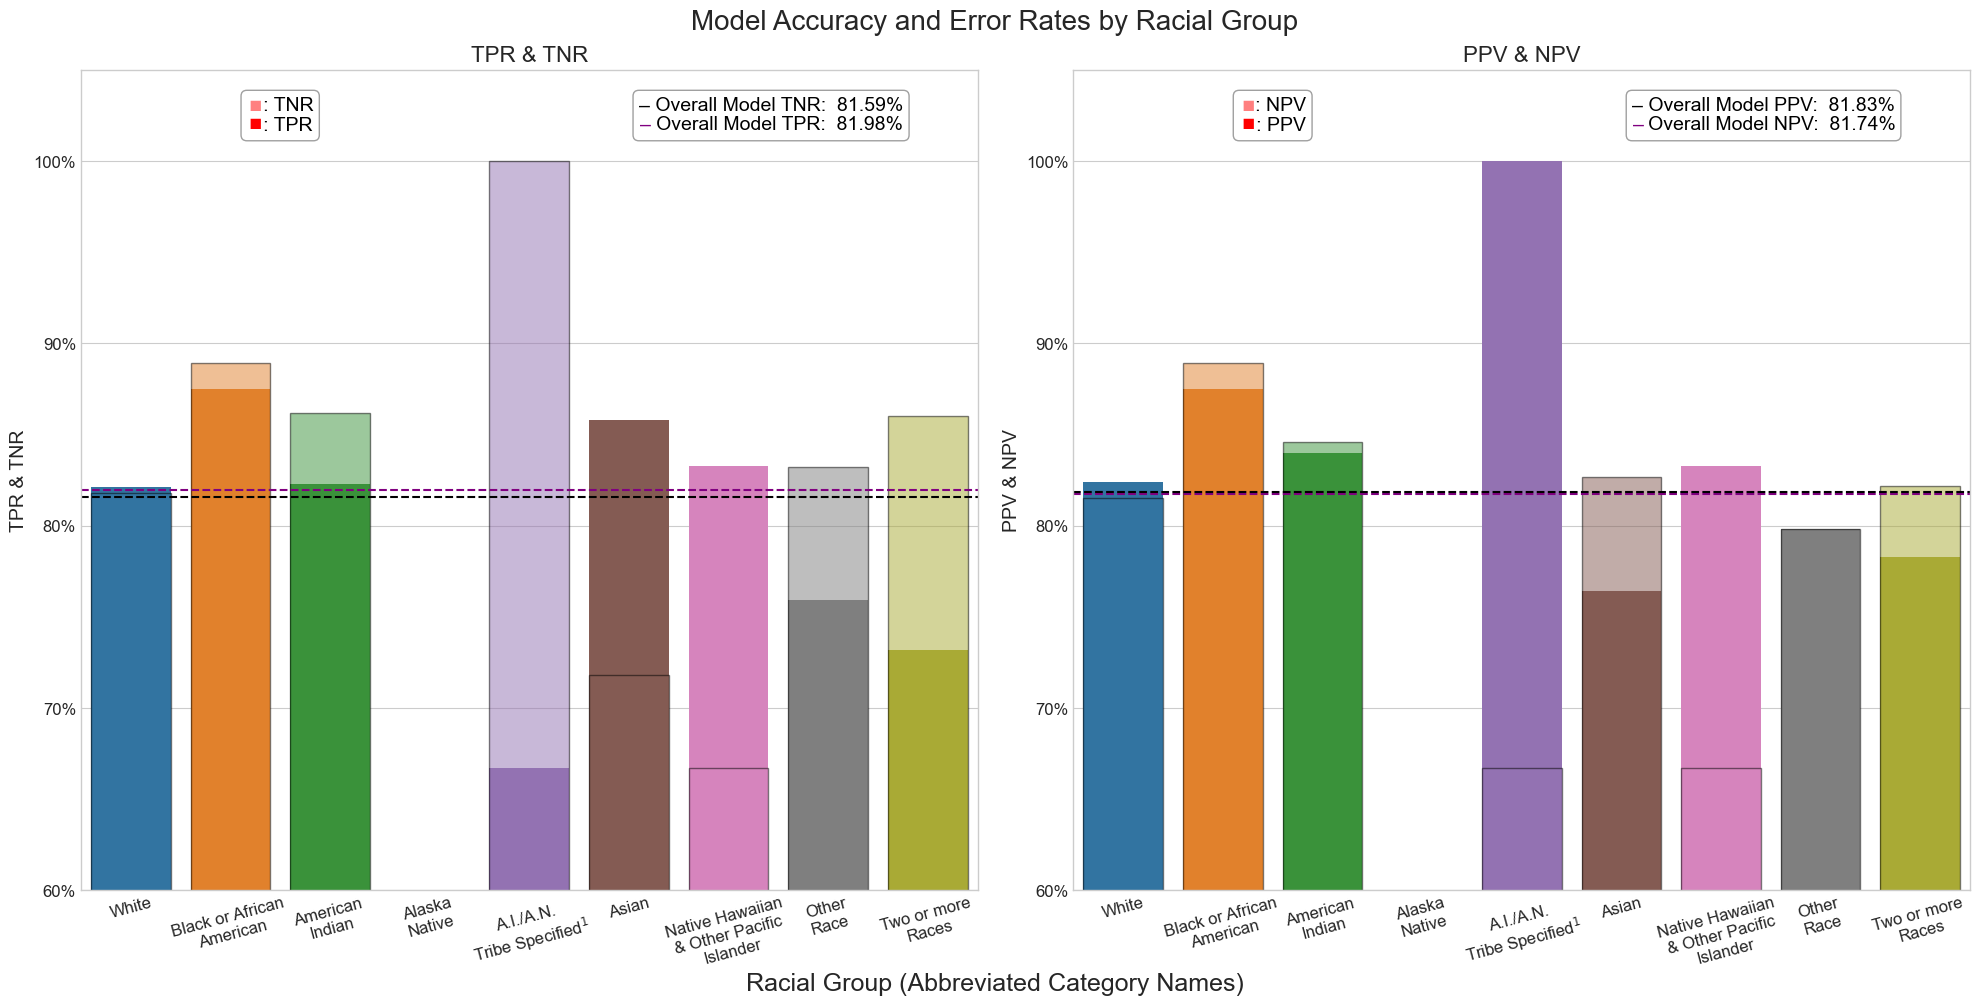 Model Accuracy and Error Rates by Racial Group
TPR & TNR
: TNR
: TPR
Overall Model TNR:  81.59%
Overall Model TPR:  81.98%
TPR & TNR
100%
90%
80%
70%
60%
White
Black or African
American
American
Indian
Alaska
Native
A.I./A.N.
Tribe Specified¹
Asian
Native Hawaiian
& Other Pacific
Islander
Other
Race
Two or more
Races
PPV & NPV
: NPV
: PPV
Overall Model PPV:  81.83%
Overall Model NPV:  81.74%
PPV & NPV
100%
90%
80%
70%
60%
White
Black or African
American
American
Indian
Alaska
Native
A.I./A.N.
Tribe Specified¹
Asian
Native Hawaiian
& Other Pacific
Islander
Other
Race
Two or more
Races
Racial Group (Abbreviated Category Names)